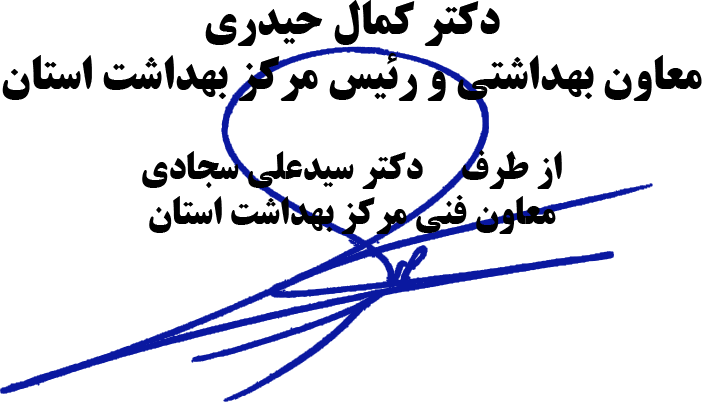 دکتر کمال حیدری
معاون بهداشتی و رئیس مرکز بهداشت استان
از طرف دکتر سیدعلی سجادی
معاون فنی مرکز بهداشت استان